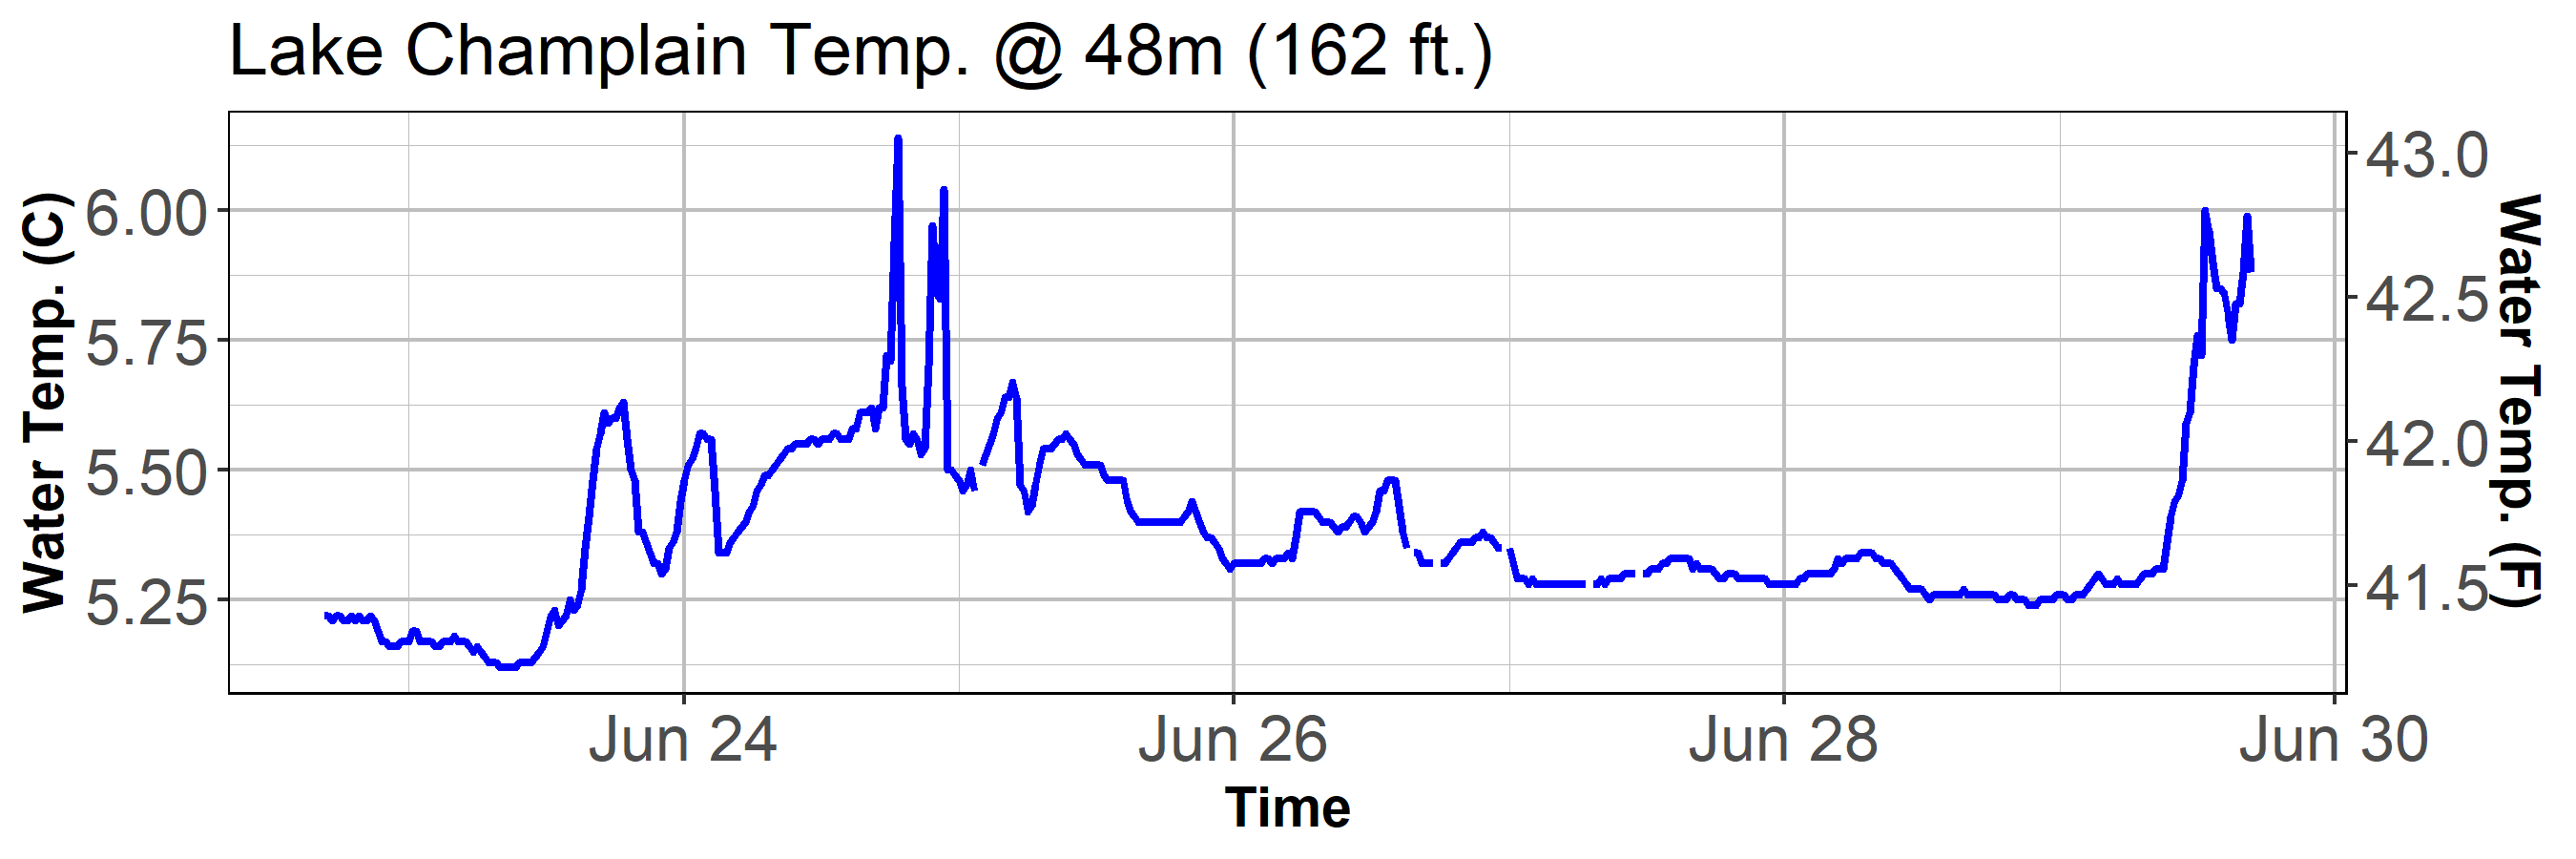 Lake Champlain Temp. @ 48m (162 ft.)
Water Temp. (C)
6.00
5.75
5.50
5.25
43.0
42.5
42.0
41.5
Water Temp. (F)
Jun 24 Jun 26 Jun 28 Jun 30
Time